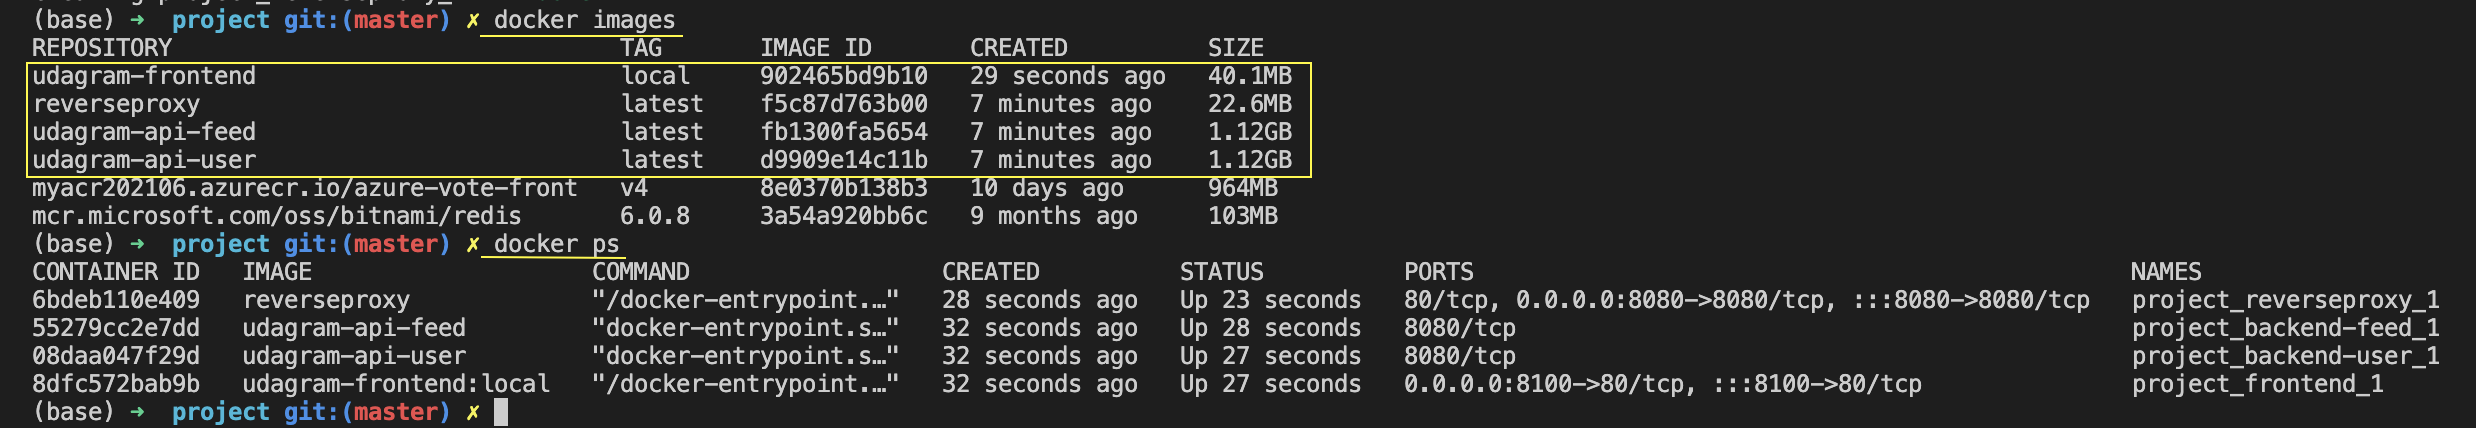 (base) ➜  project git:(master) ✗ docker images
REPOSITORY                                TAG       IMAGE ID       CREATED          SIZE
udagram-frontend                          local     902465bd9b10   29 seconds ago   40.1MB
reverseproxy                              latest    f5c87d763b00   7 minutes ago    22.6MB
udagram-api-feed                          latest    fb1300fa5654   7 minutes ago    1.12GB
udagram-api-user                          latest    d9909e14c11b   7 minutes ago    1.12GB
myacr202106.azurecr.io/azure-vote-front   v4        8e0370b138b3   10 days ago      964MB
mcr.microsoft.com/oss/bitnami/redis       6.0.8     3a54a920bb6c   9 months ago     103MB
(base) ➜  project git:(master) ✗ docker ps
CONTAINER ID   IMAGE                    COMMAND                  CREATED          STATUS          PORTS                                               NAMES
6bdeb110e409   reverseproxy             "/docker-entrypoint.…"   28 seconds ago   Up 23 seconds   80/tcp, 0.0.0.0:8080->8080/tcp, :::8080->8080/tcp   project_reverseproxy_1
55279cc2e7dd   udagram-api-feed         "docker-entrypoint.s…"   32 seconds ago   Up 28 seconds   8080/tcp                                            project_backend-feed_1
08daa047f29d   udagram-api-user         "docker-entrypoint.s…"   32 seconds ago   Up 27 seconds   8080/tcp                                            project_backend-user_1
8dfc572bab9b   udagram-frontend:local   "/docker-entrypoint.…"   32 seconds ago   Up 27 seconds   0.0.0.0:8100->80/tcp, :::8100->80/tcp               project_frontend_1
(base) ➜  project git:(master) ✗